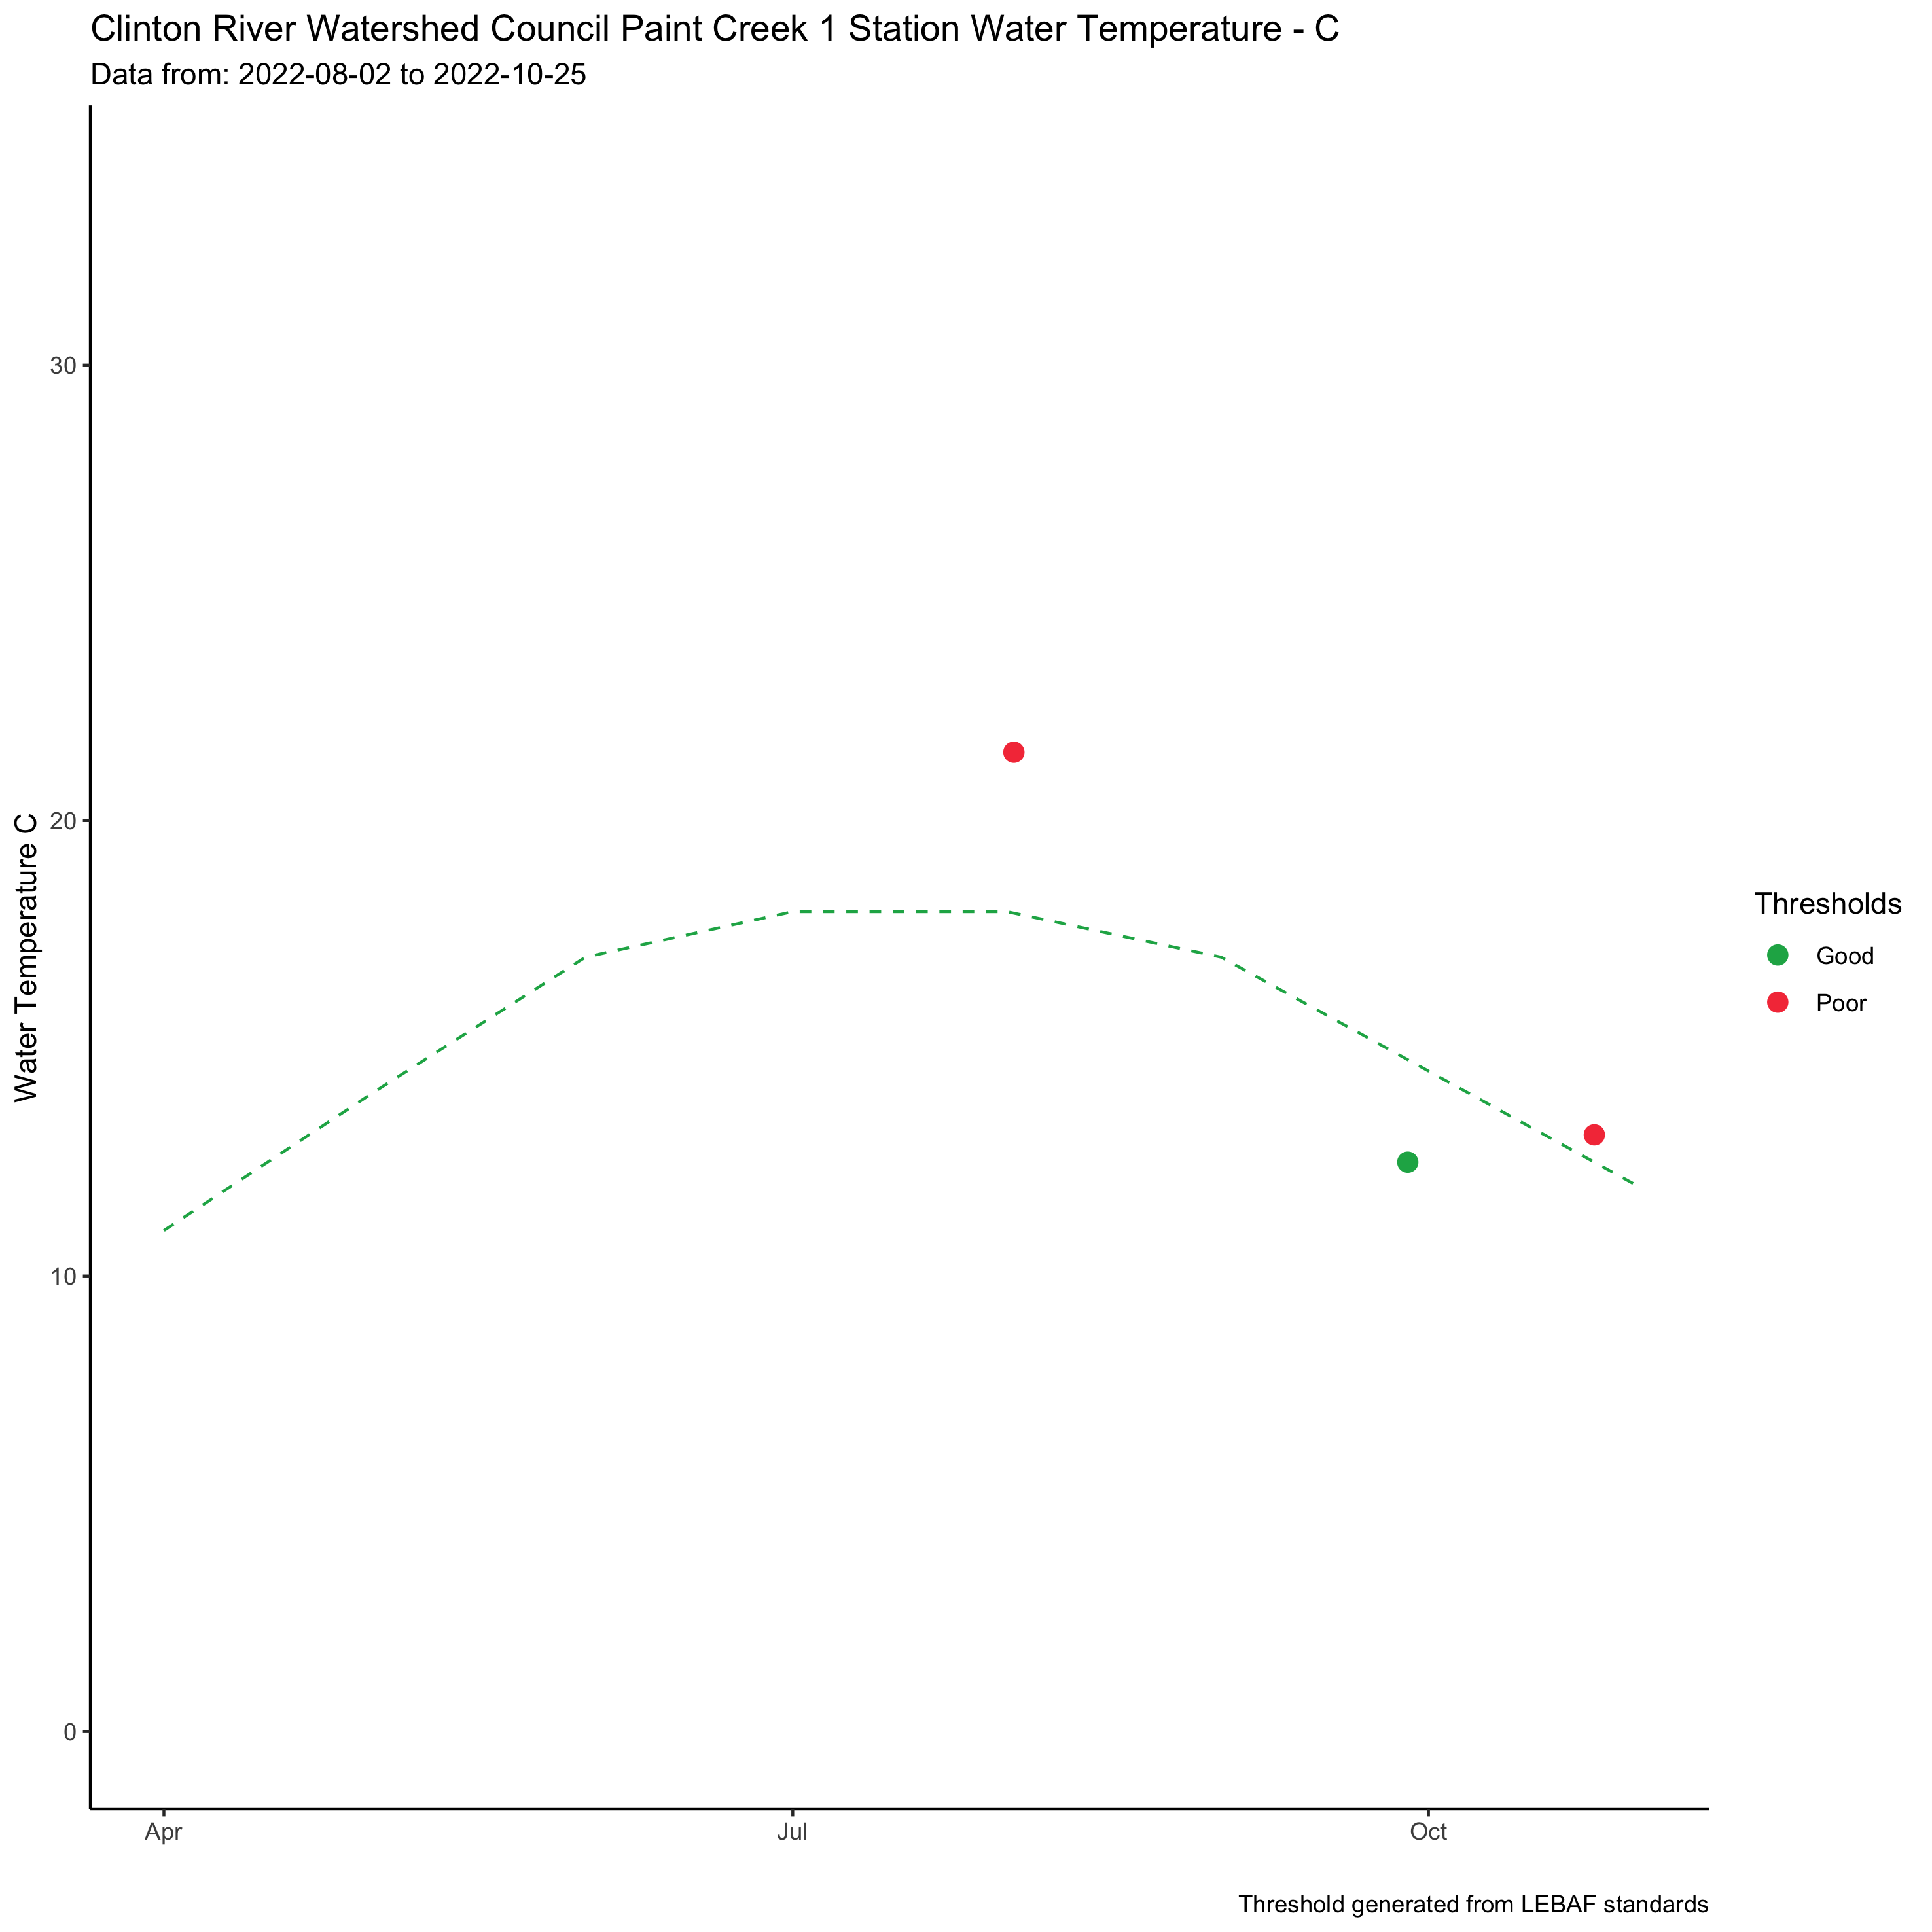 Clinton River Watershed Council Paint Creek 1 Station Water Temperature - C
Data from: 2022-08-02 to 2022-10-25
Water Temperature C
30
20
10
0
Apr
Jul
Oct
Thresholds
Good
Poor
Threshold generated from LEBAF standards